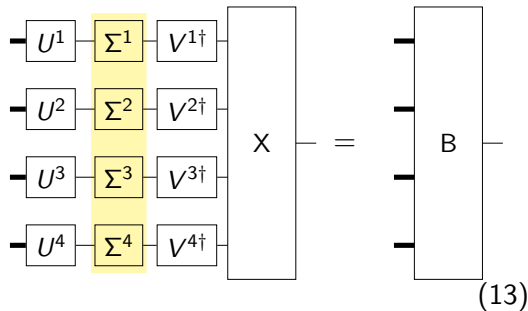 U¹ Σ¹ V¹†
U² Σ² V²†
X = B
U³ Σ³ V³†
U⁴ Σ⁴ V⁴†
(13)